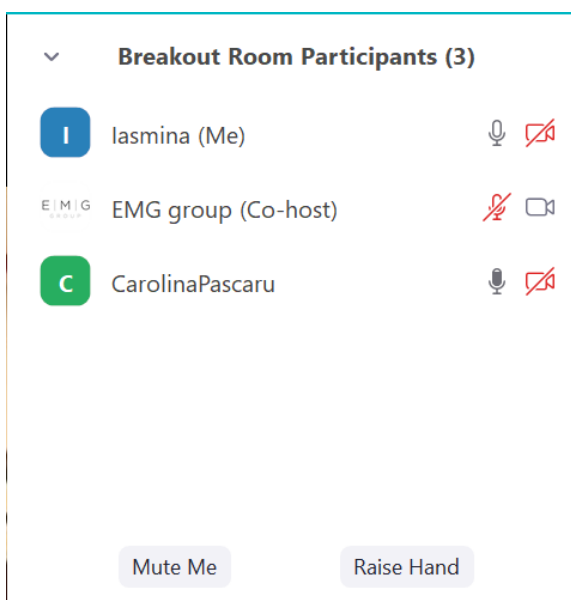 Breakout Room Participants (3)
I
Iasmina (Me)
E|M|G
GROUP
EMG group (Co-host)
C
CarolinaPascaru
Mute Me
Raise Hand